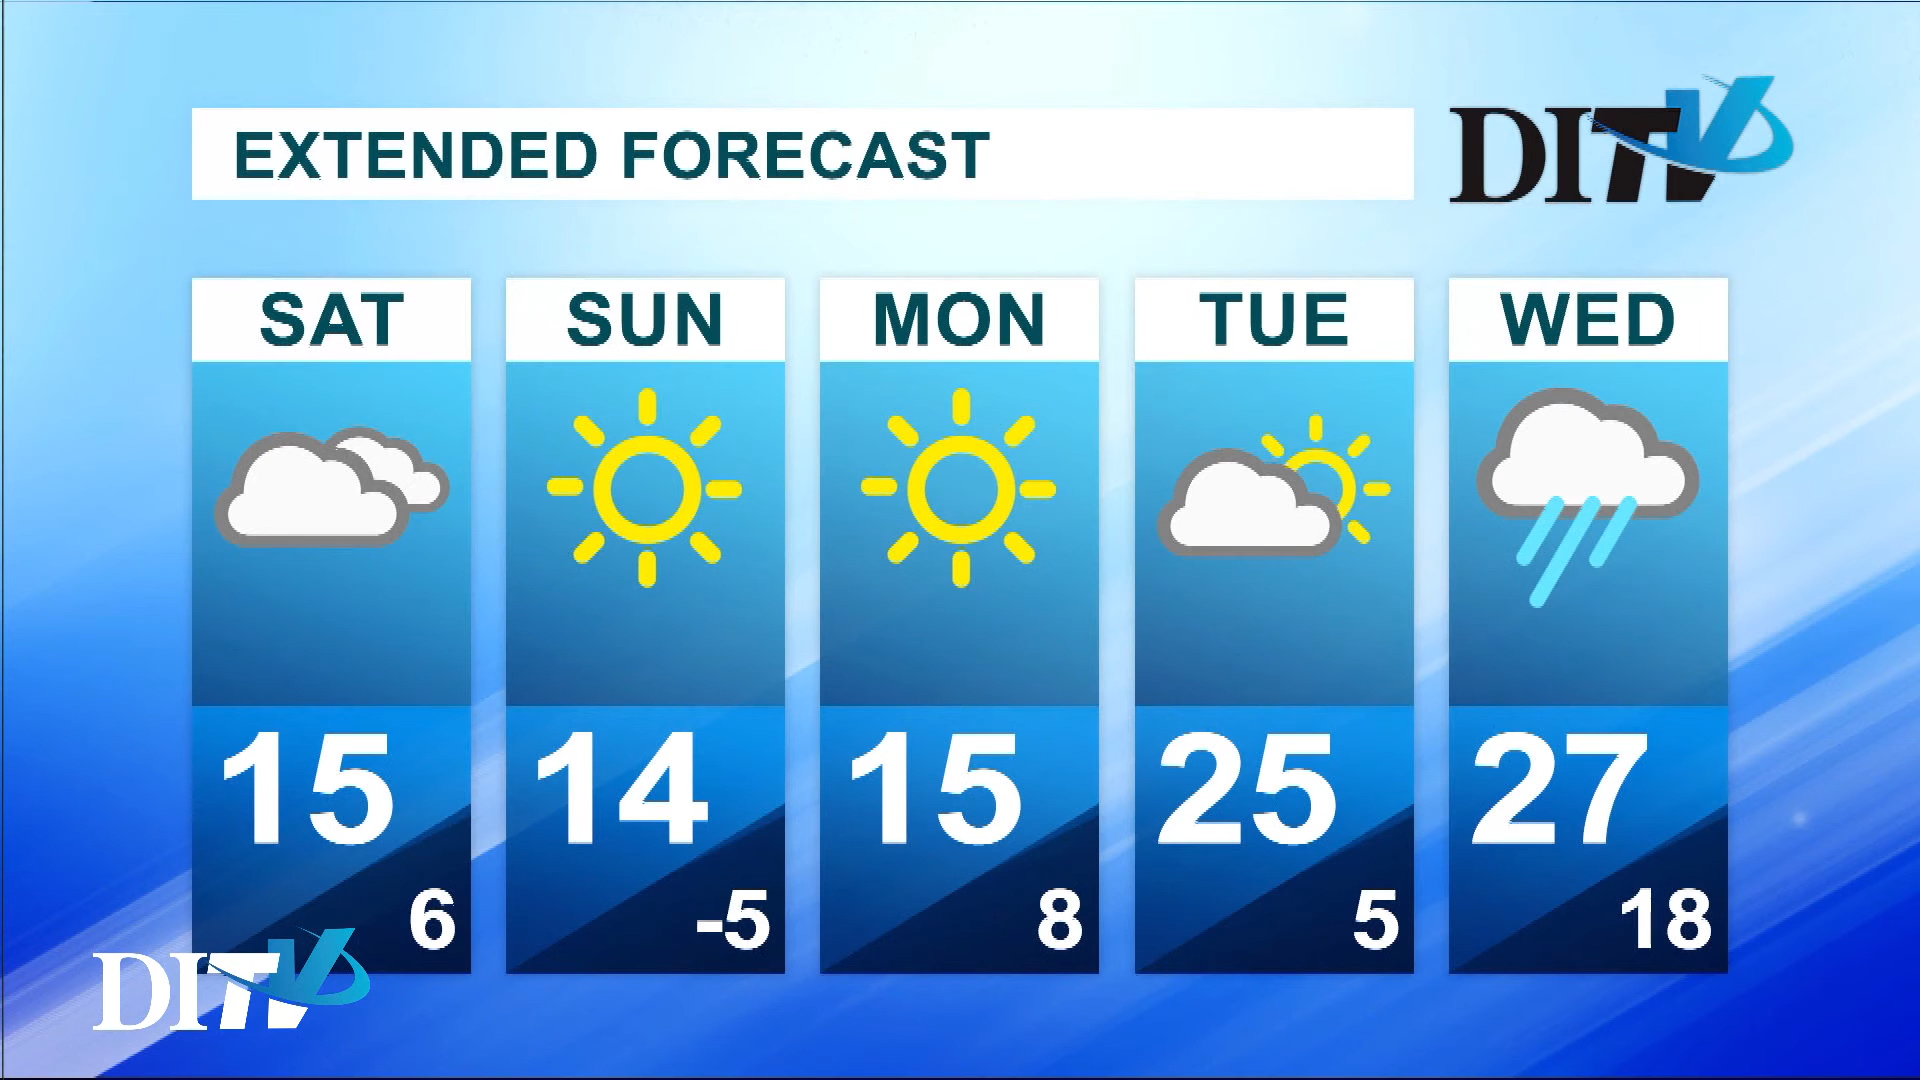 EXTENDED FORECAST
DITV
SAT
SUN
MON
TUE
WED
15
14
15
25
27
6
-5
8
5
18
DITV